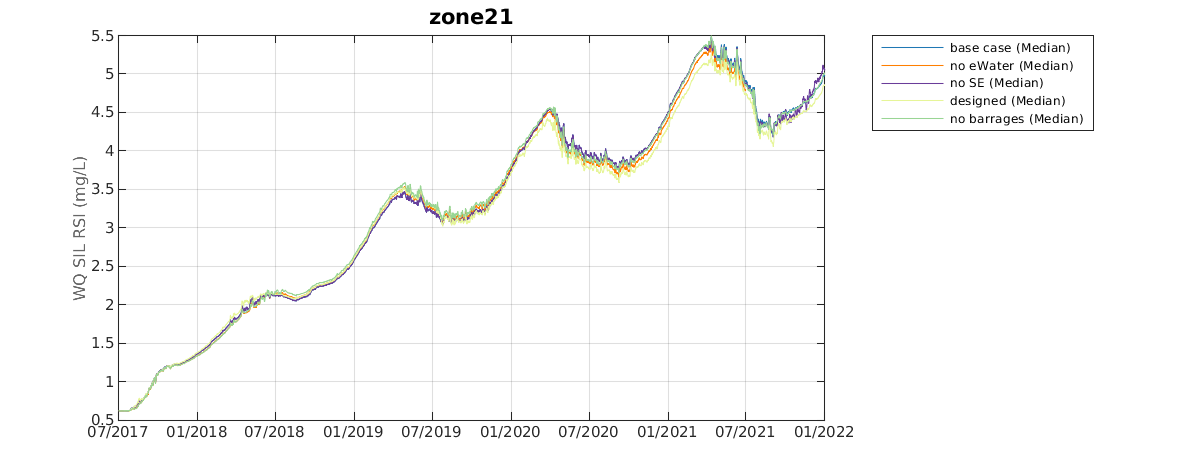 zone21
5.5
5
4.5
4
3.5
3
2.5
2
1.5
1
0.5
WQ SIL RSI (mg/L)
07/2017 01/2018 07/2018 01/2019 07/2019 01/2020 07/2020 01/2021 07/2021 01/2022
base case (Median)
no eWater (Median)
no SE (Median)
designed (Median)
no barrages (Median)